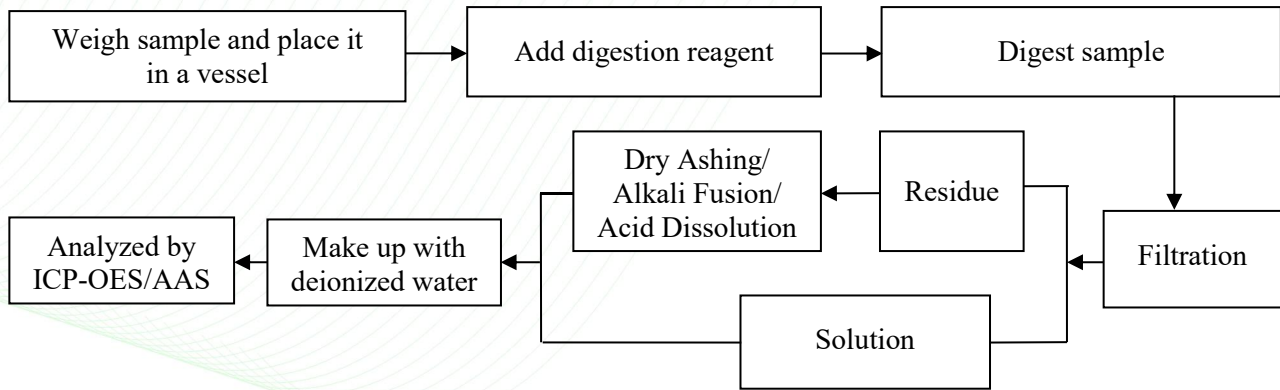 Weigh sample and place it
in a vessel
Add digestion reagent
Digest sample
Filtration
Residue
Dry Ashing/
Alkali Fusion/
Acid Dissolution
Solution
Make up with
deionized water
Analyzed by
ICP-OES/AAS